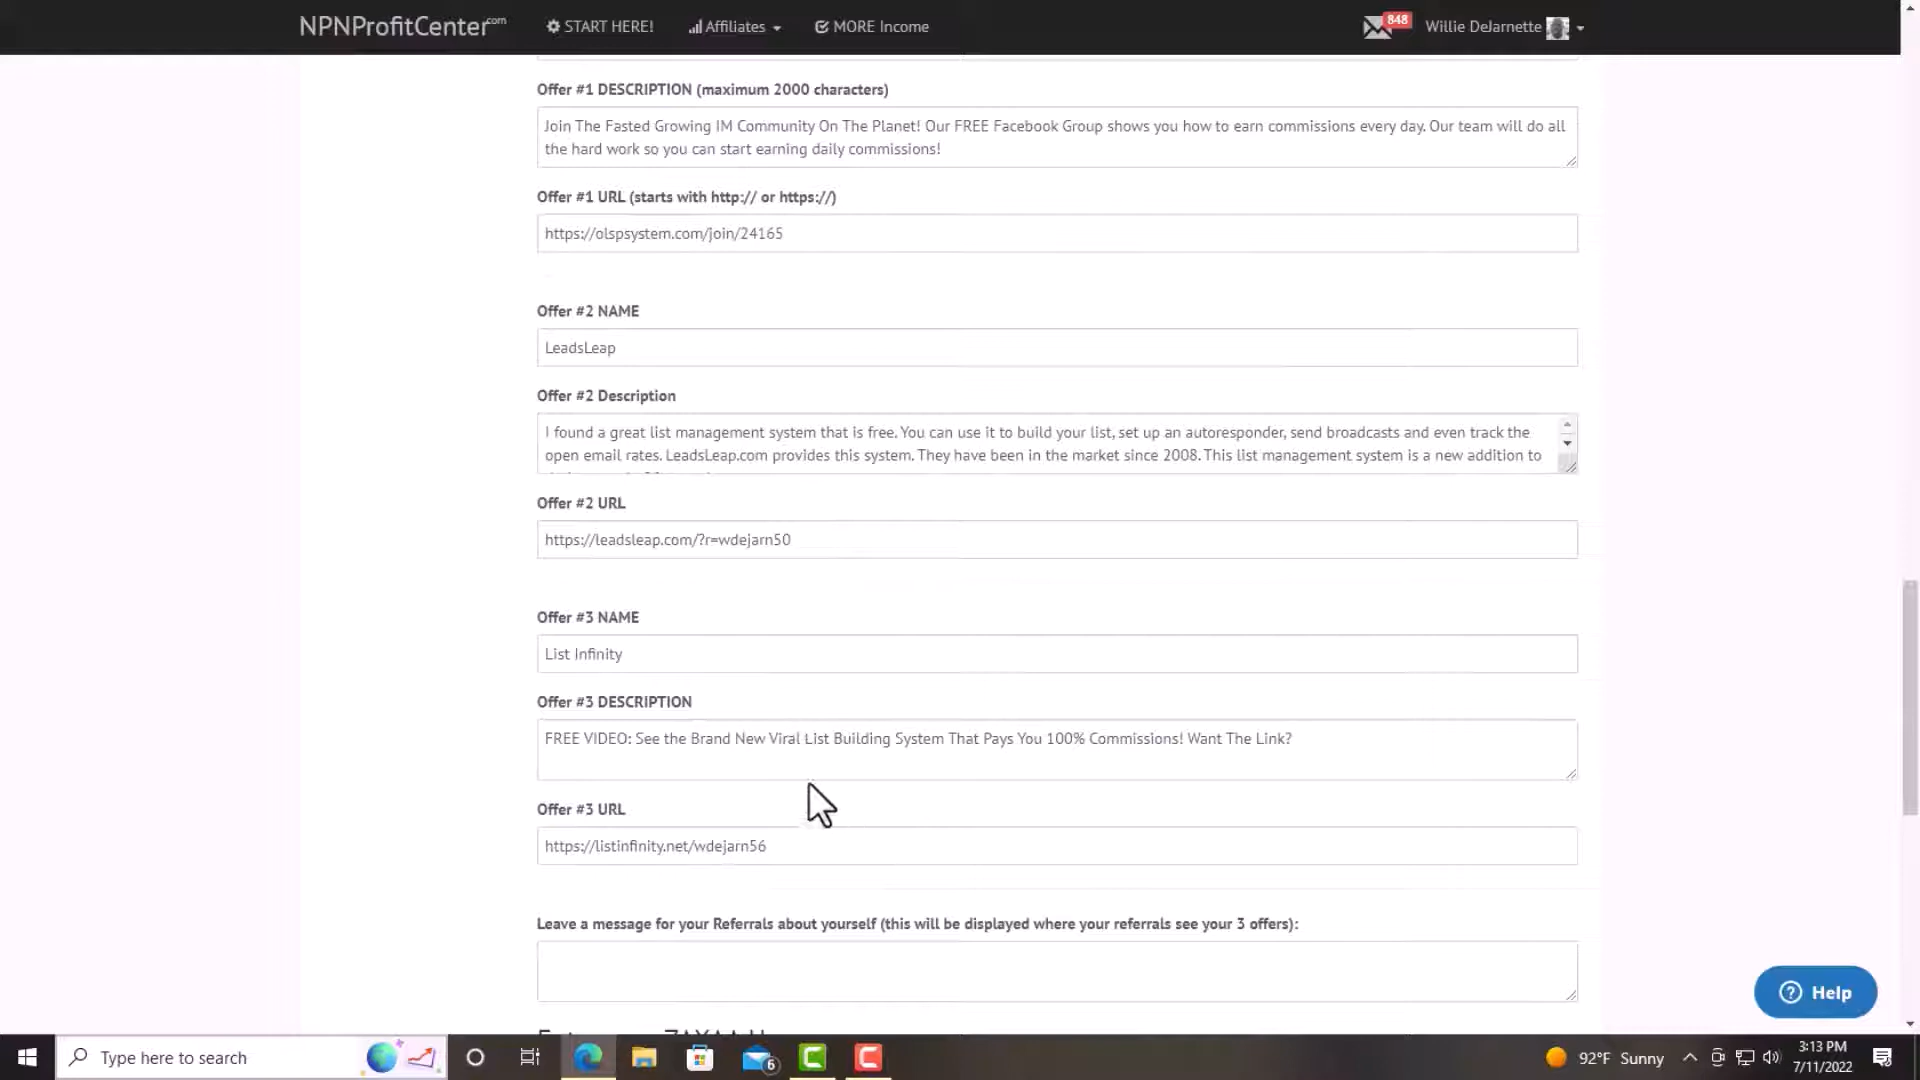 NPNProfitCenter.com
START HERE!
Affiliates
MORE Income
848
Willie DeJarnette
Offer #1 DESCRIPTION (maximum 2000 characters)
Join The Fasted Growing IM Community On The Planet! Our FREE Facebook Group shows you how to earn commissions every day. Our team will do all
the hard work so you can start earning daily commissions!
Offer #1 URL (starts with http:// or https://)
https://olspsystem.com/join/24165
Offer #2 NAME
LeadsLeap
Offer #2 Description
I found a great list management system that is free. You can use it to build your list, set up an autoresponder, send broadcasts and even track the
open email rates. LeadsLeap.com provides this system. They have been in the market since 2008. This list management system is a new addition to
Offer #2 URL
https://leadsleap.com/?r=wdejarn50
Offer #3 NAME
List Infinity
Offer #3 DESCRIPTION
FREE VIDEO: See the Brand New Viral List Building System That Pays You 100% Commissions! Want The Link?
Offer #3 URL
https://listinfinity.net/wdejarn56
Leave a message for your Referrals about yourself (this will be displayed where your referrals see your 3 offers):
Help
Type here to search
6
92°F Sunny
3:13 PM
7/11/2022